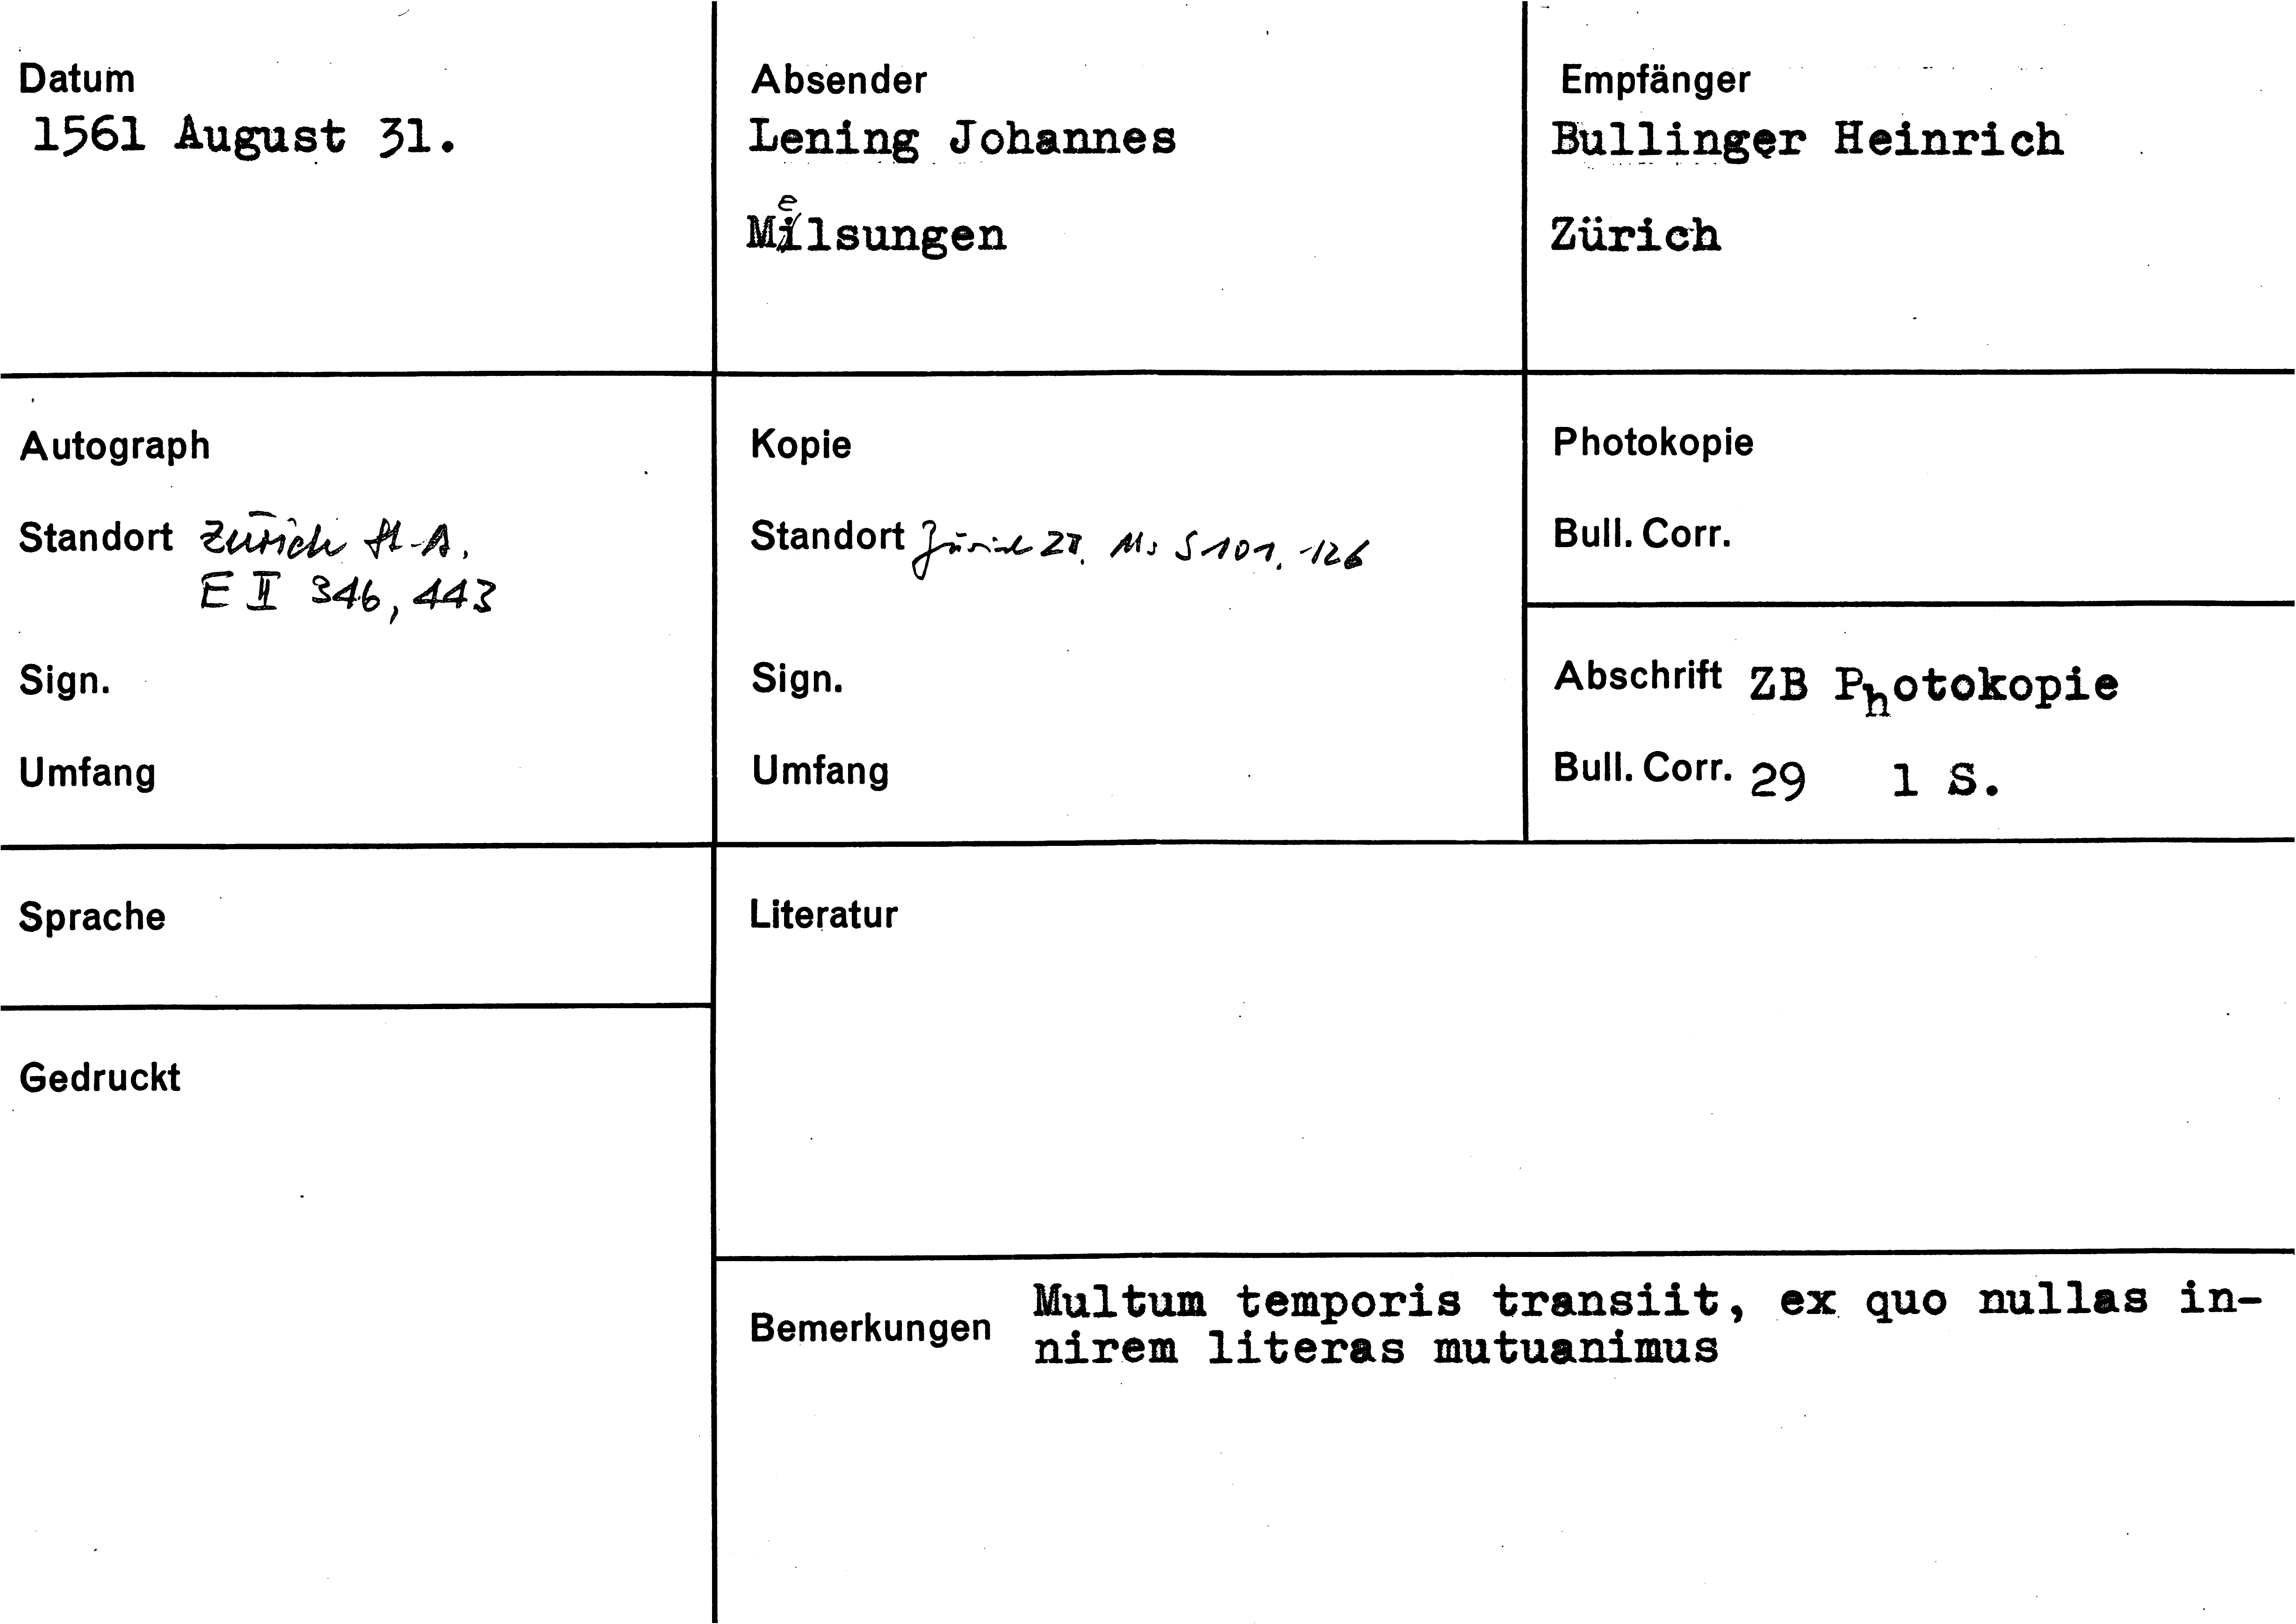 Datum
1561 August 31.
Absender
Lening Johannes
Melsungen
Empfänger
Bullinger Heinrich
Zürich
Autograph
Standort Zürich St-A.
E II 346, 443
Sign.
Umfang
Kopie
Standort Zürich ZB. Ms S 101, 126
Sign.
Umfang
Photokopie
Bull. Corr.
Abschrift ZB Photokopie
Bull. Corr. 29 1 S.
Sprache
Gedruckt
Literatur
Bemerkungen
Multum temporis transiit, ex quo nullas in-
nirem literas mutuanimus